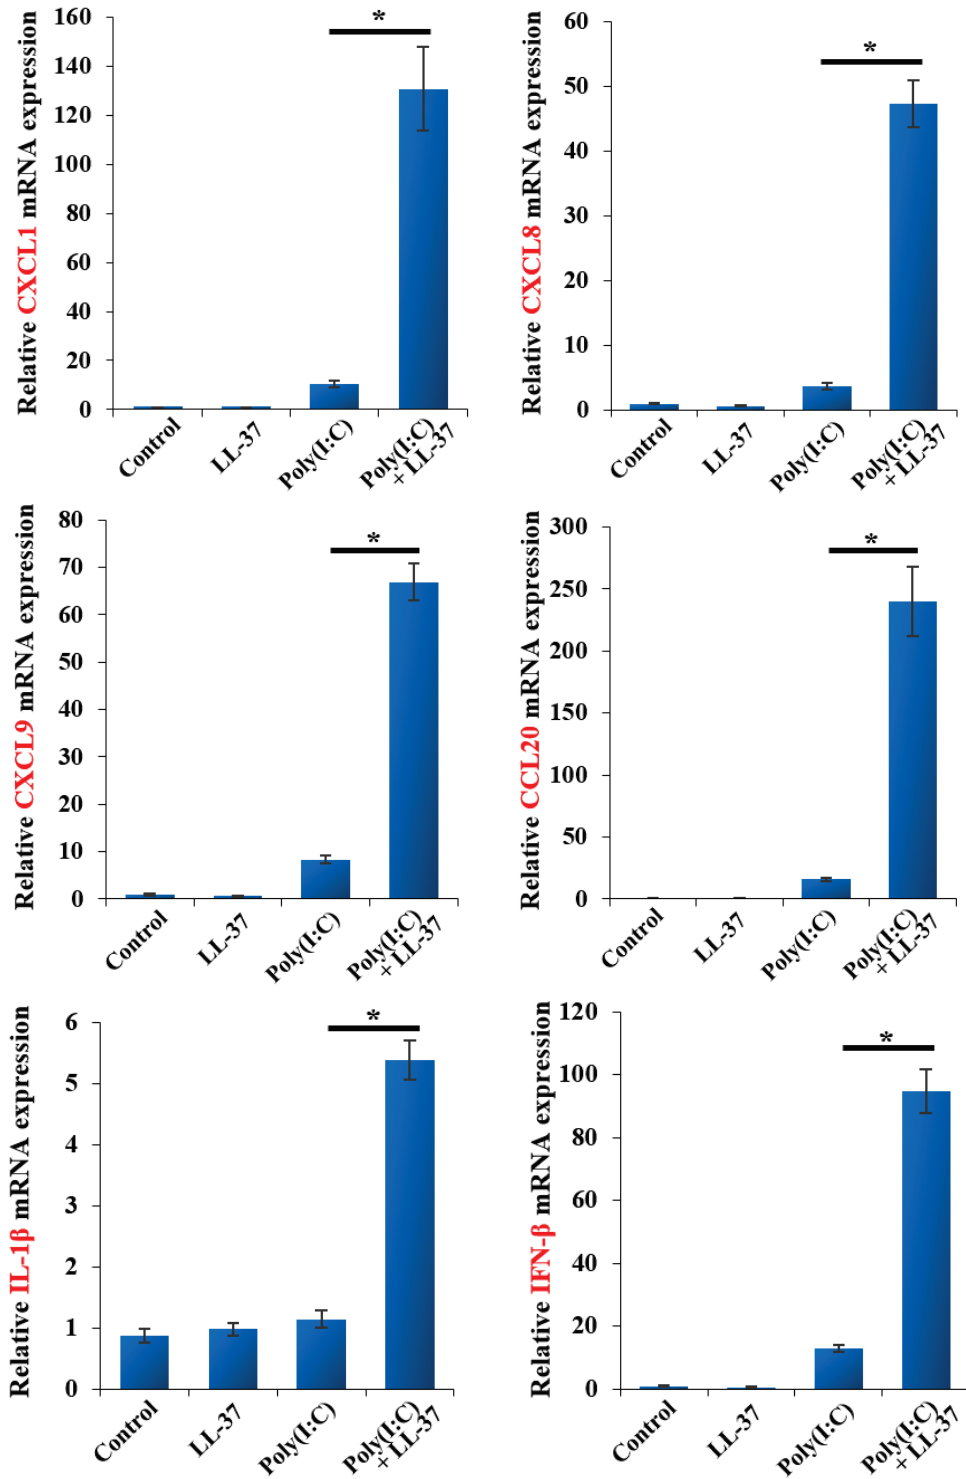 Relative CXCL1 mRNA expression
160
140
120
100
80
60
40
20
0
*
Control
LL-37
Poly(I:C)
Poly(I:C)
+ LL-37
Relative CXCL8 mRNA expression
60
50
40
30
20
10
0
*
Control
LL-37
Poly(I:C)
Poly(I:C)
+ LL-37
Relative CXCL9 mRNA expression
80
70
60
50
40
30
20
10
0
*
Control
LL-37
Poly(I:C)
Poly(I:C)
+ LL-37
Relative CCL20 mRNA expression
300
250
200
150
100
50
0
*
Control
LL-37
Poly(I:C)
Poly(I:C)
+ LL-37
Relative IL-1β mRNA expression
6
5
4
3
2
1
0
*
Control
LL-37
Poly(I:C)
Poly(I:C)
+ LL-37
Relative IFN-β mRNA expression
120
100
80
60
40
20
0
*
Control
LL-37
Poly(I:C)
Poly(I:C)
+ LL-37